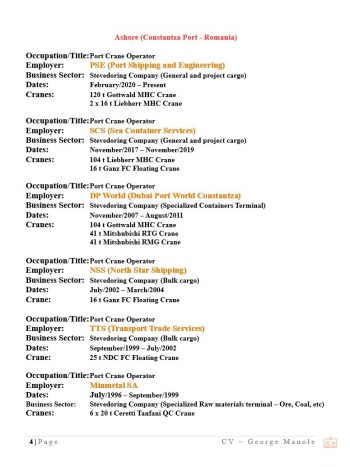 Ashore (Constantza Port - Romania)
Occupation/Title: Port Crane Operator
Employer: PSE (Port Shipping and Engineering)
Business Sector: Stevedoring Company (General and project cargo)
Dates: February/2020 – Present
Cranes: 120 t Gottwald MHC Crane
2 x 16 t Liebherr MHC Crane
Occupation/Title: Port Crane Operator
Employer: SCS (Sea Container Services)
Business Sector: Stevedoring Company (General and project cargo)
Dates: November/2017 – November/2019
Cranes: 104 t Liebherr MHC Crane
16 t Ganz FC Floating Crane
Occupation/Title: Port Crane Operator
Employer: DP World (Dubai Port World Constantza)
Business Sector: Stevedoring Company (Specialized Containers Terminal)
Dates: November/2007 – August/2011
Cranes: 104 t Gottwald MHC Crane
41 t Mitshubishi RTG Crane
41 t Mitshubishi RMG Crane
Occupation/Title: Port Crane Operator
Employer: NSS (North Star Shipping)
Business Sector: Stevedoring Company (Bulk cargo)
Dates: July/2002 – March/2004
Crane: 16 t Ganz FC Floating Crane
Occupation/Title: Port Crane Operator
Employer: TTS (Transport Trade Services)
Business Sector: Stevedoring Company (Bulk cargo)
Dates: September/1999 – July/2002
Crane: 25 t NDC FC Floating Crane
Occupation/Title: Port Crane Operator
Employer: Minmetal SA
Dates: July/1996 – September/1999
Business Sector: Stevedoring Company (Specialized Raw materials terminal – Ore, Coal, etc)
Cranes: 6 x 20 t Ceretti Tanfani QC Crane
4 | Page CV – George Manole